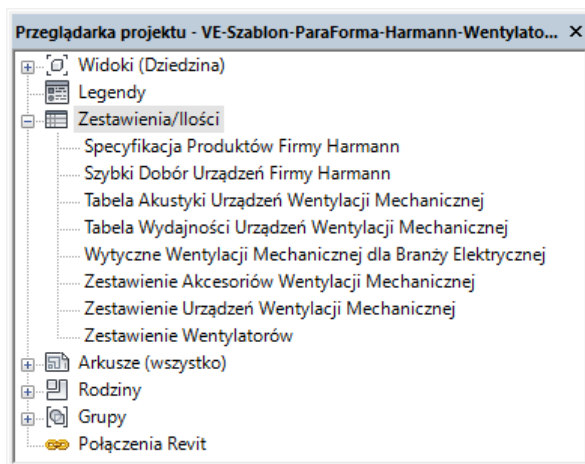 Przeglądarka projektu - VE-Szablon-ParaForma-Harmann-Wentylato...
Widoki (Dziedzina)
Legendy
Zestawienia/Ilości
Specyfikacja Produktów Firmy Harmann
Szybki Dobór Urządzeń Firmy Harmann
Tabela Akustyki Urządzeń Wentylacji Mechanicznej
Tabela Wydajności Urządzeń Wentylacji Mechanicznej
Wytyczne Wentylacji Mechanicznej dla Branży Elektrycznej
Zestawienie Akcesoriów Wentylacji Mechanicznej
Zestawienie Urządzeń Wentylacji Mechanicznej
Zestawienie Wentylatorów
Arkusze (wszystko)
Rodziny
Grupy
Połączenia Revit